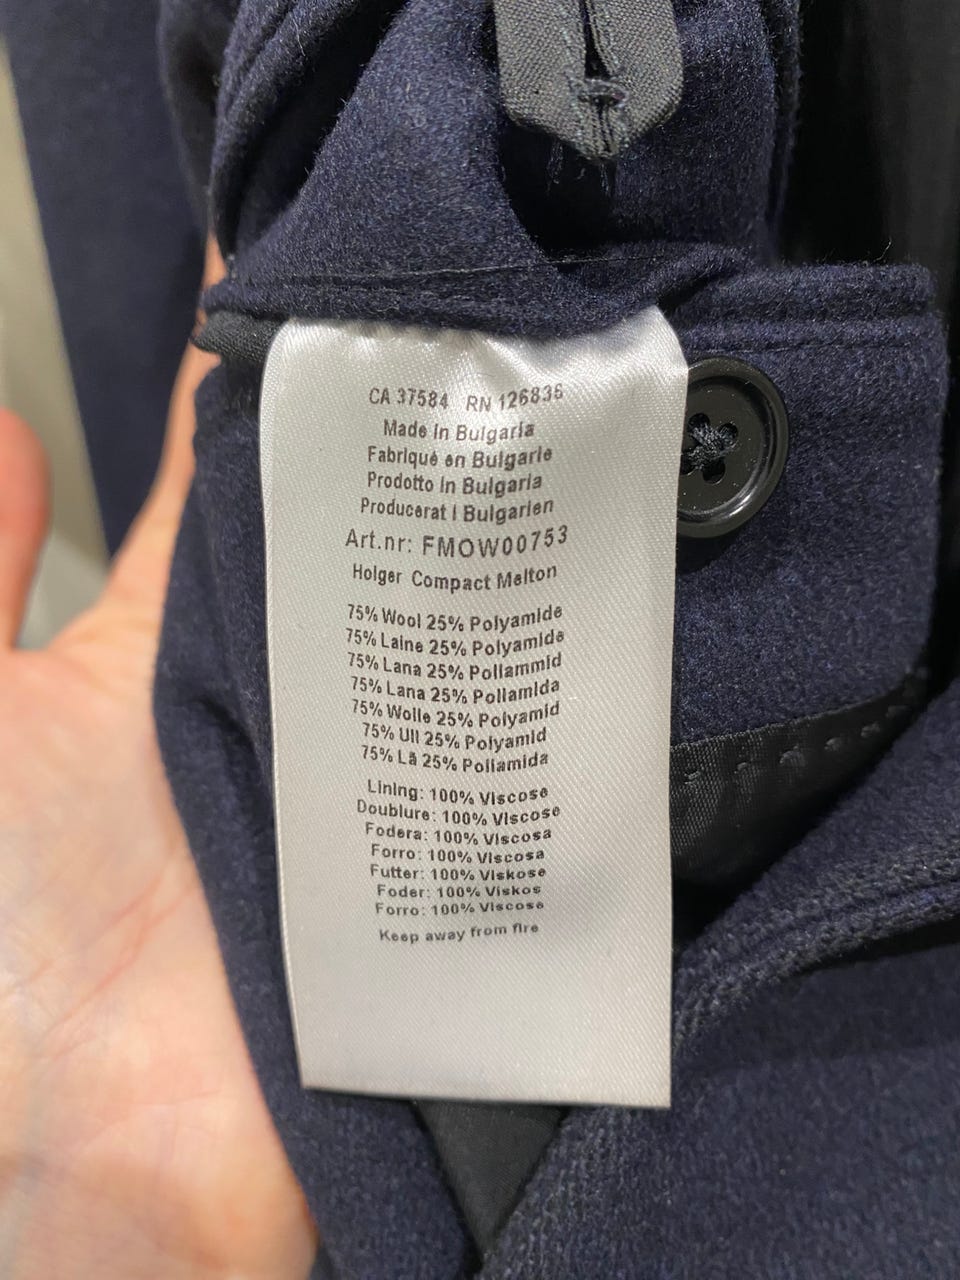 CA 37584 RN 126835
Made in Bulgaria
Fabriqué en Bulgarie
Prodotto in Bulgaria
Producerat i Bulgarien
Art.nr: FMOW00753
Holger Compact Melton
75% Wool 25% Polyamide
75% Laine 25% Polyamide
75% Lana 25% Poliammid
75% Lana 25% Poliamida
75% Wolle 25% Polyamid
75% Ull 25% Polyamid
75% Lã 25% Poliamida
Lining: 100% Viscose
Doublure: 100% Viscose
Fodera: 100% Viscosa
Forro: 100% Viscosa
Futter: 100% Viskose
Foder: 100% Viskos
Forro: 100% Viscose
Keep away from fire